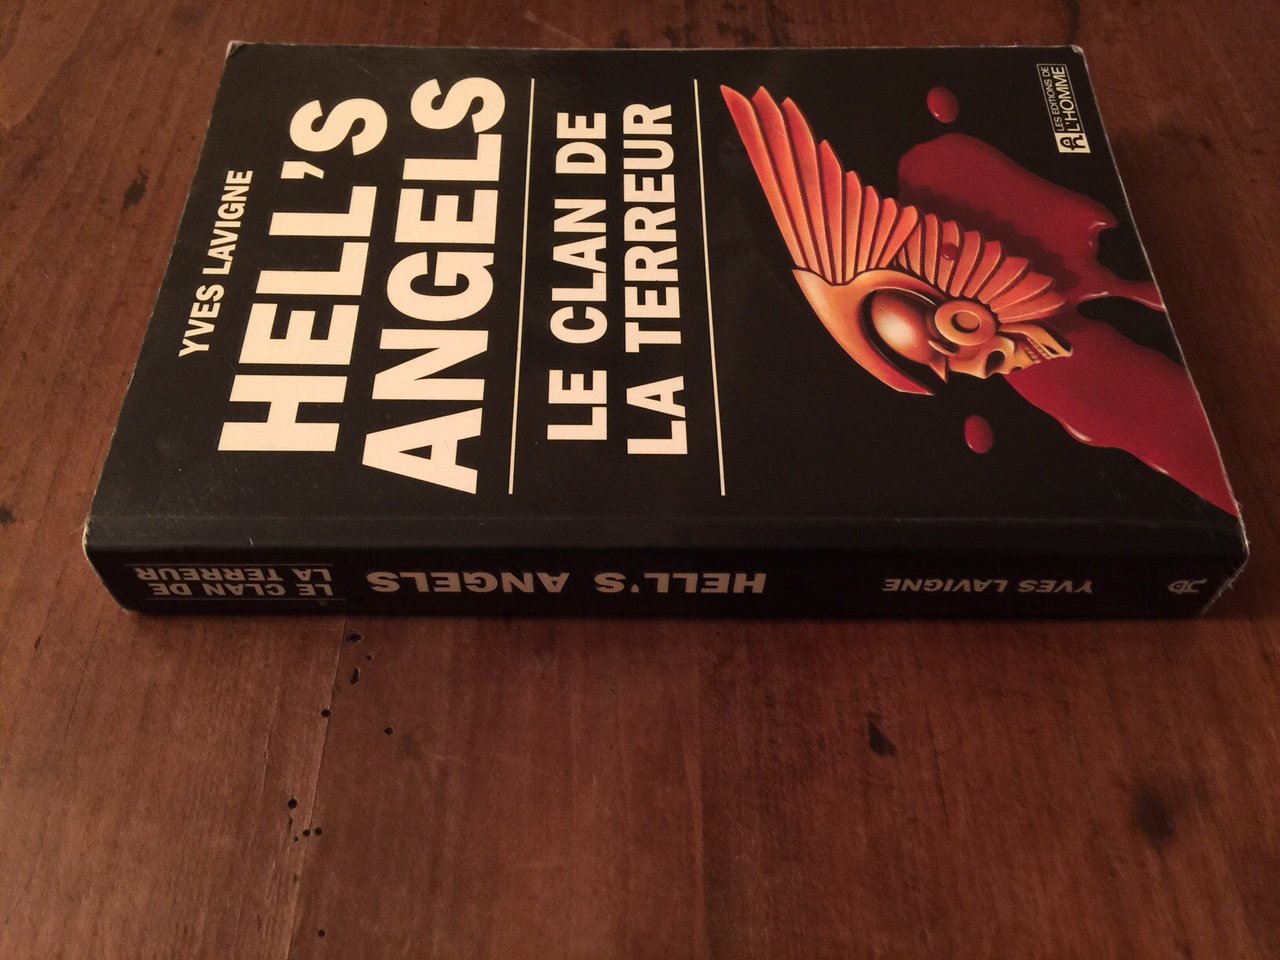 YVES LAVIGNE
HELL'S
ANGELS
LE CLAN DE
LA TERREUR
LES EDITIONS DE
L'HOMME
YVES LAVIGNE
HELL'S ANGELS
LE CLAN DE
LA TERREUR